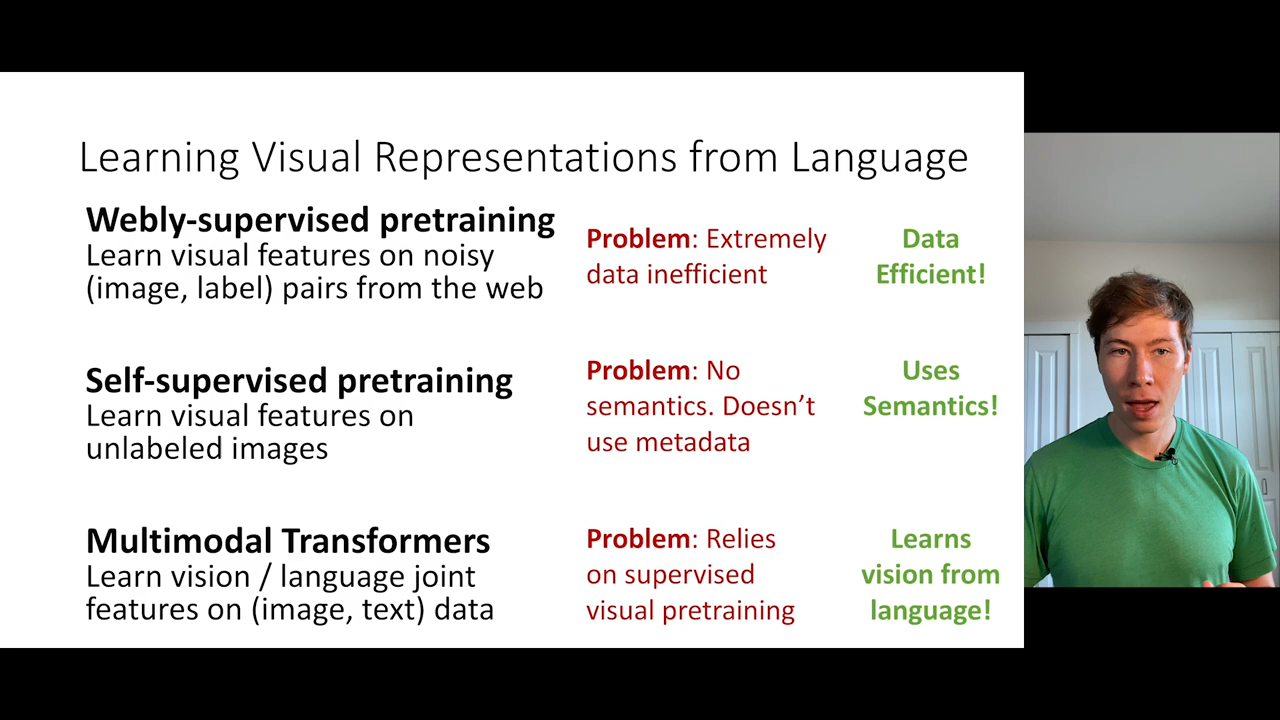 Learning Visual Representations from Language
Webly-supervised pretraining
Learn visual features on noisy
(image, label) pairs from the web
Problem: Extremely
data inefficient
Data
Efficient!
Self-supervised pretraining
Learn visual features on
unlabeled images
Problem: No
semantics. Doesn’t
use metadata
Uses
Semantics!
Multimodal Transformers
Learn vision / language joint
features on (image, text) data
Problem: Relies
on supervised
visual pretraining
Learns
vision from
language!